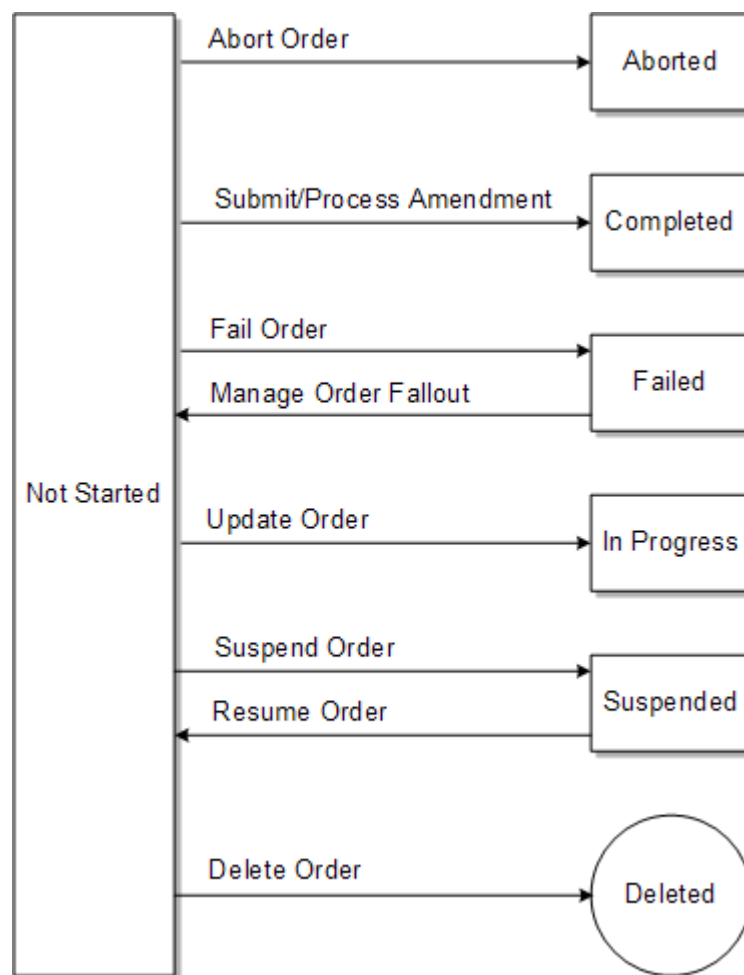 Abort Order
Aborted
Submit/Process Amendment
Completed
Fail Order
Failed
Manage Order Fallout
Not Started
Update Order
In Progress
Suspend Order
Suspended
Resume Order
Delete Order
Deleted